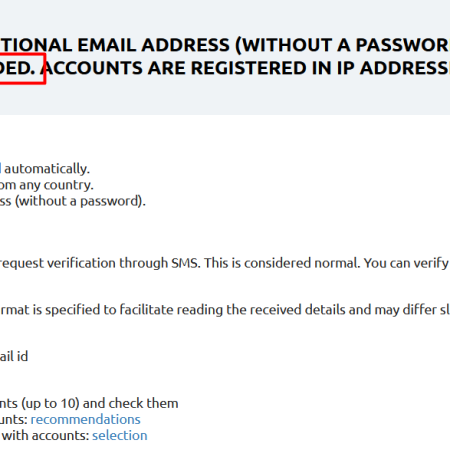 TIONAL EMAIL ADDRESS (WITHOUT A PASSWOR
DED. ACCOUNTS ARE REGISTERED IN IP ADDRESS
automatically.
om any country.
ss (without a password).
request verification through SMS. This is considered normal. You can verify
rmat is specified to facilitate reading the received details and may differ sl
ail id
nts (up to 10) and check them
unts: recommendations
with accounts: selection